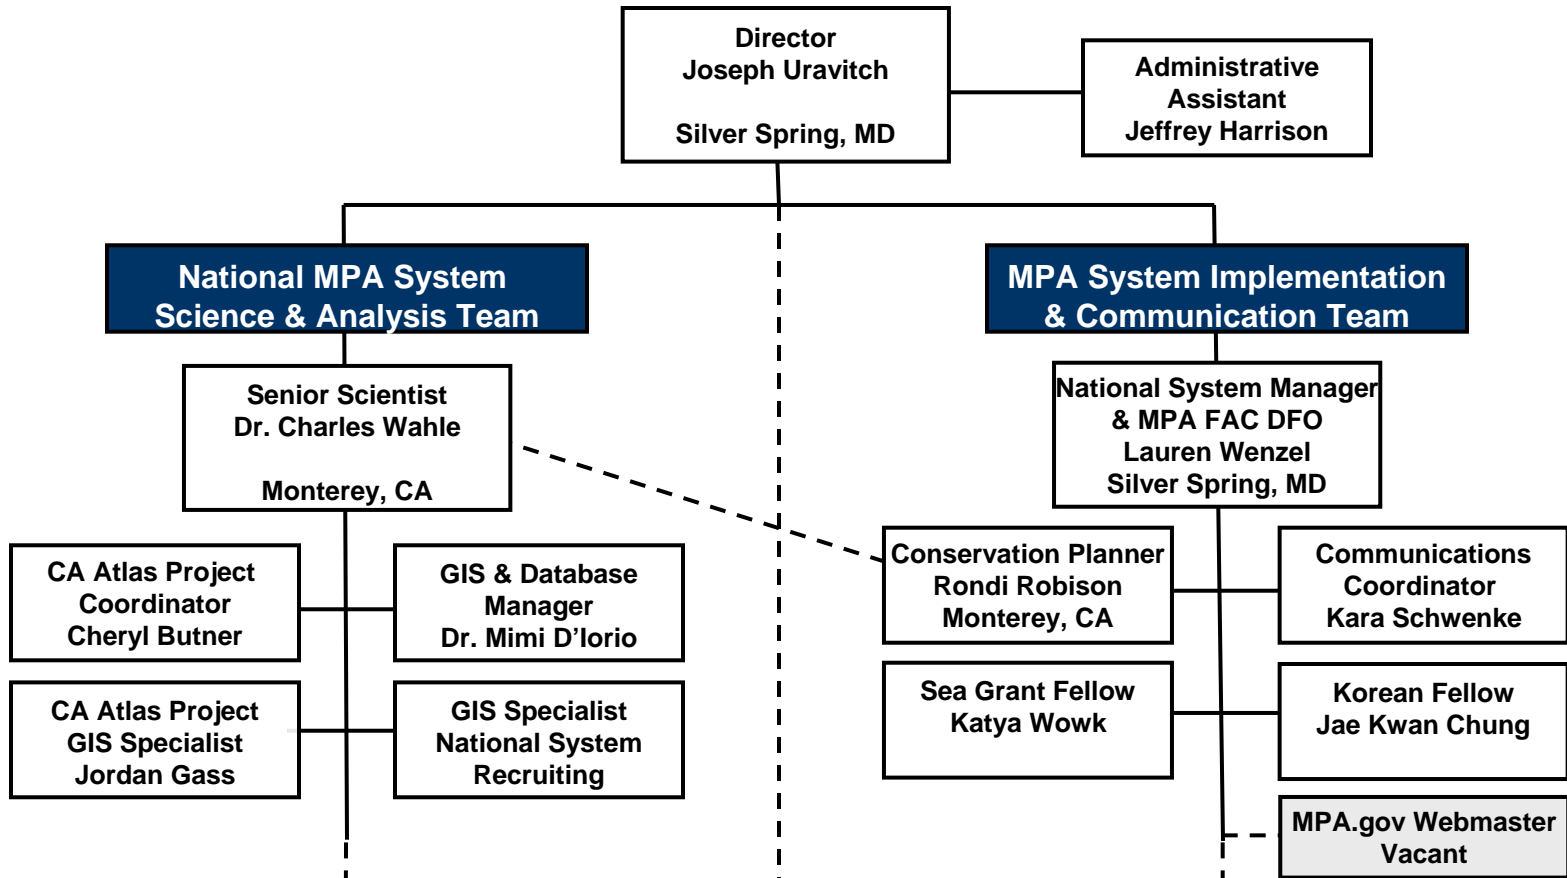 Director
Joseph Uravitch
Silver Spring, MD
Administrative
Assistant
Jeffrey Harrison
National MPA System
Science & Analysis Team
MPA System Implementation
& Communication Team
Senior Scientist
Dr. Charles Wahle
Monterey, CA
National System Manager
& MPA FAC DFO
Lauren Wenzel
Silver Spring, MD
CA Atlas Project
Coordinator
Cheryl Butner
GIS & Database
Manager
Dr. Mimi D’Iorio
Conservation Planner
Rondi Robison
Monterey, CA
Communications
Coordinator
Kara Schwenke
CA Atlas Project
GIS Specialist
Jordan Gass
GIS Specialist
National System
Recruiting
Sea Grant Fellow
Katya Wowk
Korean Fellow
Jae Kwan Chung
MPA.gov Webmaster
Vacant